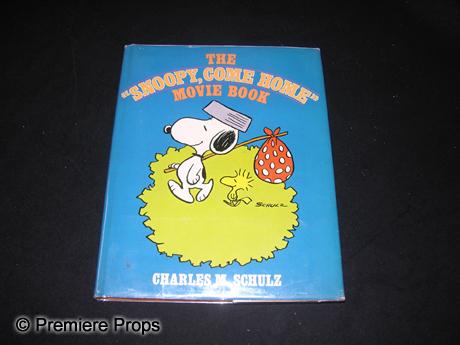 THE
"SNOOPY, COME HOME"
MOVIE BOOK
SCHULZ
CHARLES M. SCHULZ
© Premiere Props